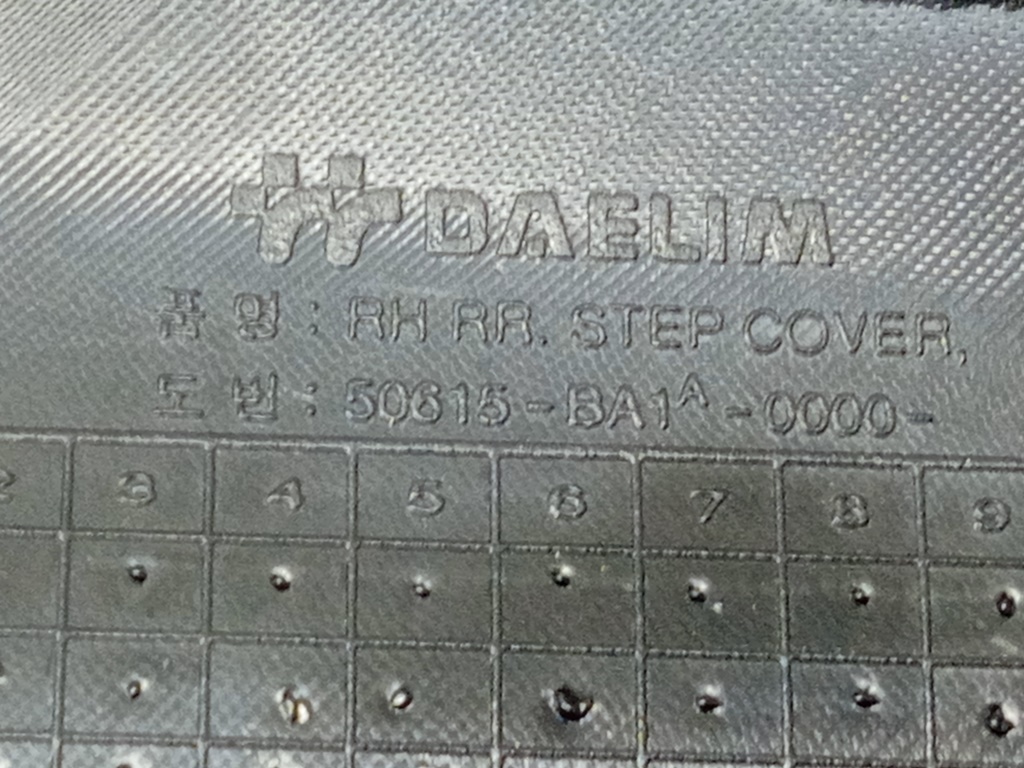 DAELIM
품 명 : RH RR. STEP COVER,
도 번 : 50615-BA1A-0000-
2 3 4 5 6 7 8 9